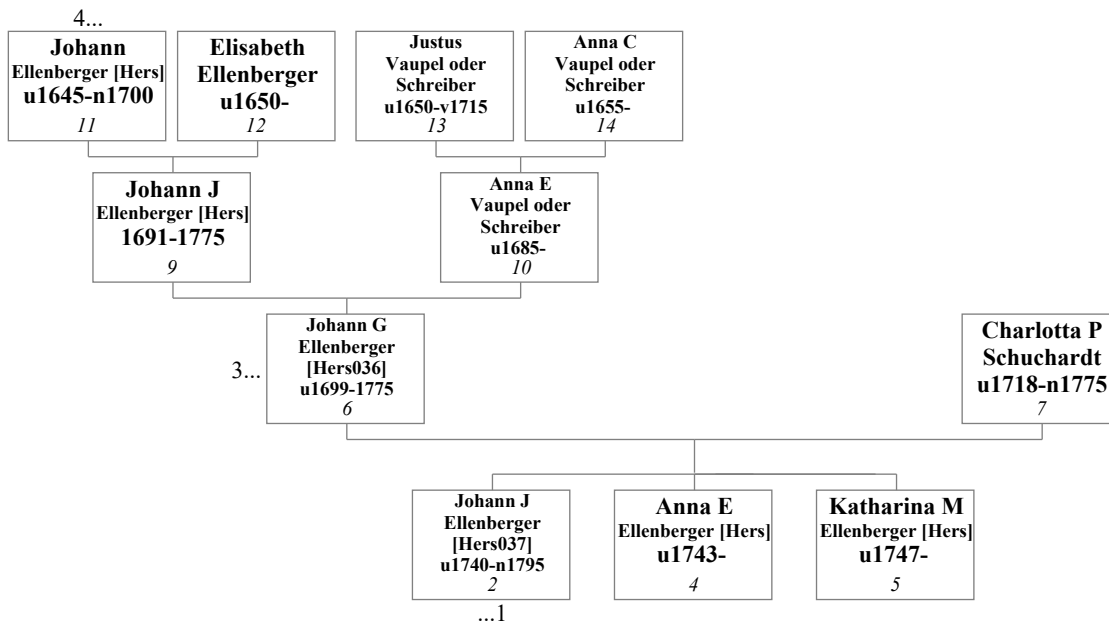 4...
Johann
Ellenberger [Hers]
u1645-n1700
11
Elisabeth
Ellenberger
u1650-
12
Justus
Vaupel oder
Schreiber
u1650-v1715
13
Anna C
Vaupel oder
Schreiber
u1655-
14
Johann J
Ellenberger [Hers]
1691-1775
9
Anna E
Vaupel oder
Schreiber
u1685-
10
3...
Johann G
Ellenberger
[Hers036]
u1699-1775
6
Charlotta P
Schuchardt
u1718-n1775
7
Johann J
Ellenberger
[Hers037]
u1740-n1795
2
Anna E
Ellenberger [Hers]
u1743-
4
Katharina M
Ellenberger [Hers]
u1747-
5
...1